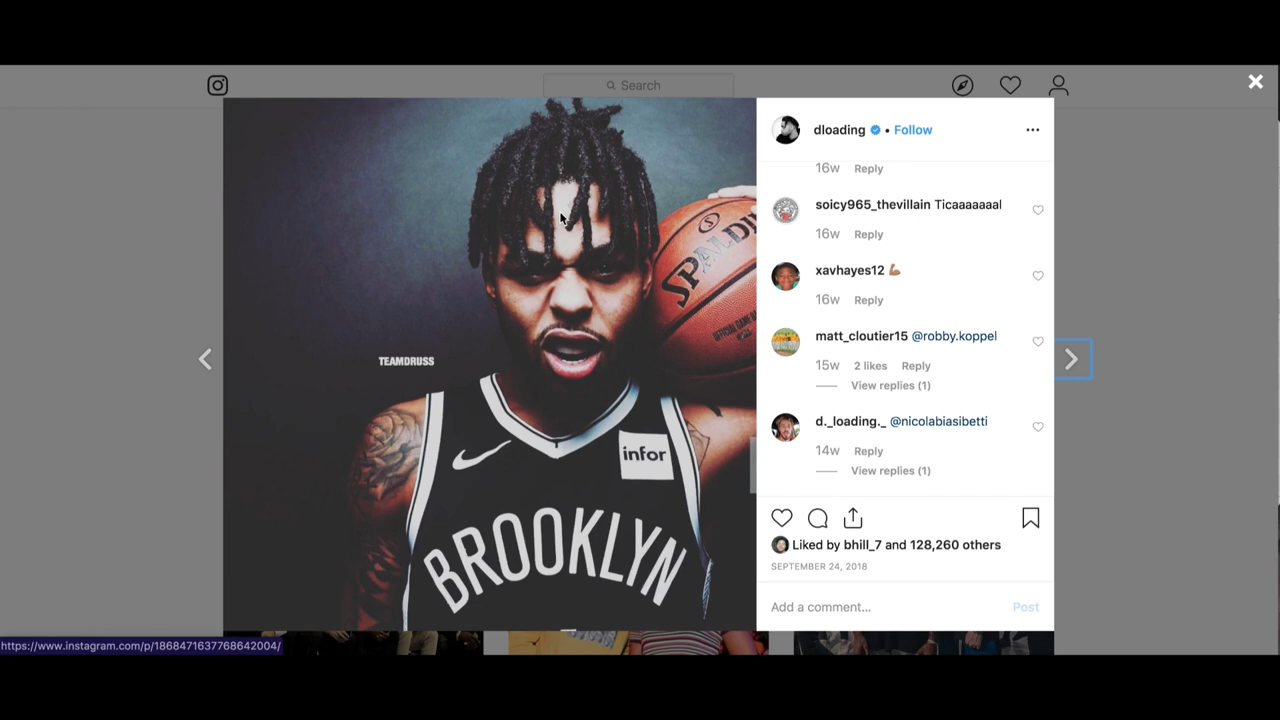 Search
dloading • Follow
16w Reply
soicy965_thevillain Ticaaaaaaal
16w Reply
xavhayes12 💪🏽
16w Reply
matt_cloutier15 @robby.koppel
15w 2 likes Reply
View replies (1)
d._loading._ @nicolabiasibetti
14w Reply
View replies (1)
Liked by bhill_7 and 128,260 others
SEPTEMBER 24, 2018
Add a comment... Post
SPALDIN
TEAMDRUSS
infor
BROOKLYN
https://www.instagram.com/p/1868471637768642004/